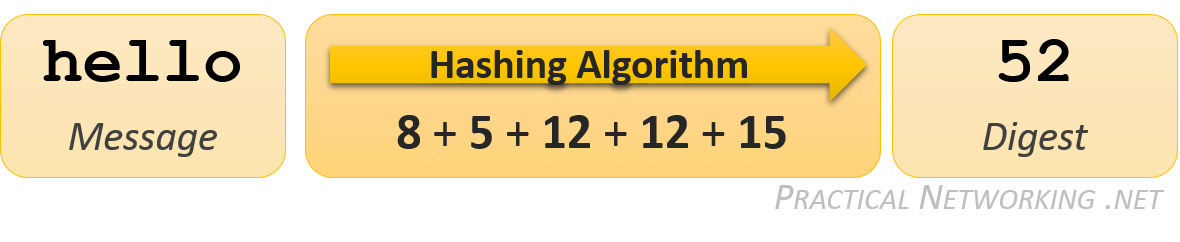 hello
Message
Hashing Algorithm
8 + 5 + 12 + 12 + 15
52
Digest
PRACTICAL NETWORKING .NET